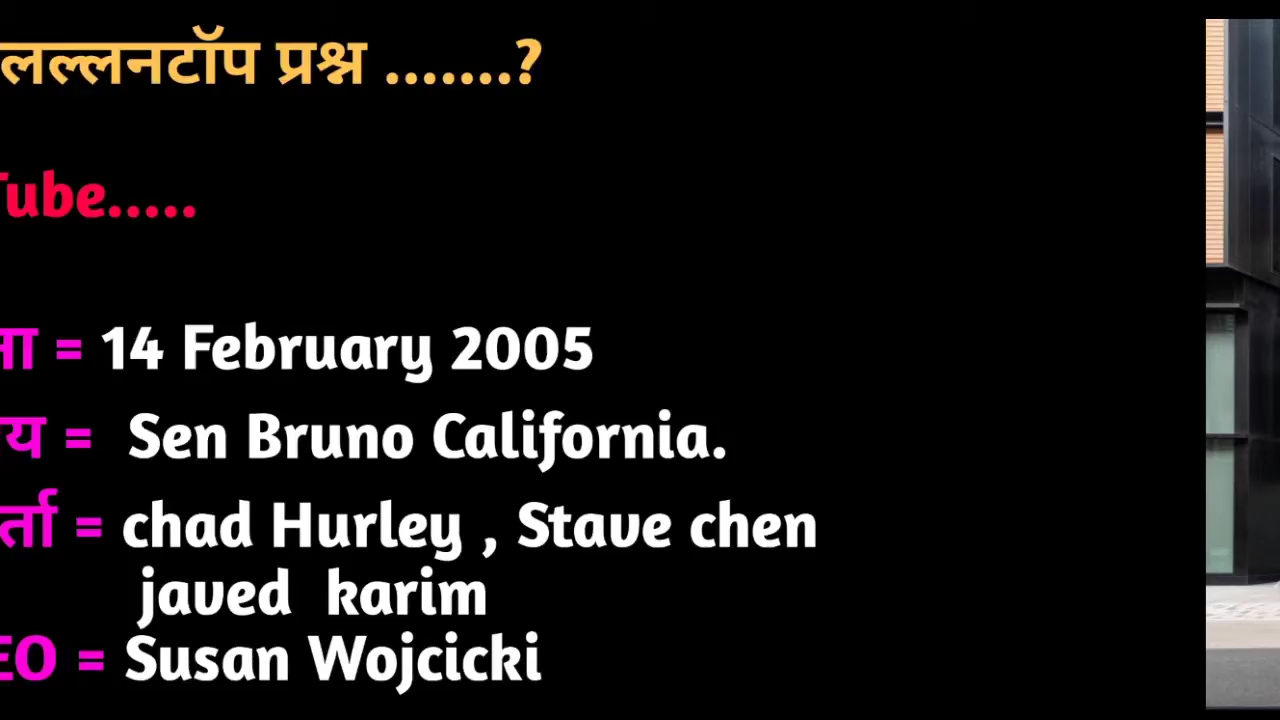 लल्लनटॉप प्रश्न .......?
Tube.....
ना = 14 February 2005
य = Sen Bruno California.
र्ता = chad Hurley , Stave chen
javed karim
EO = Susan Wojcicki